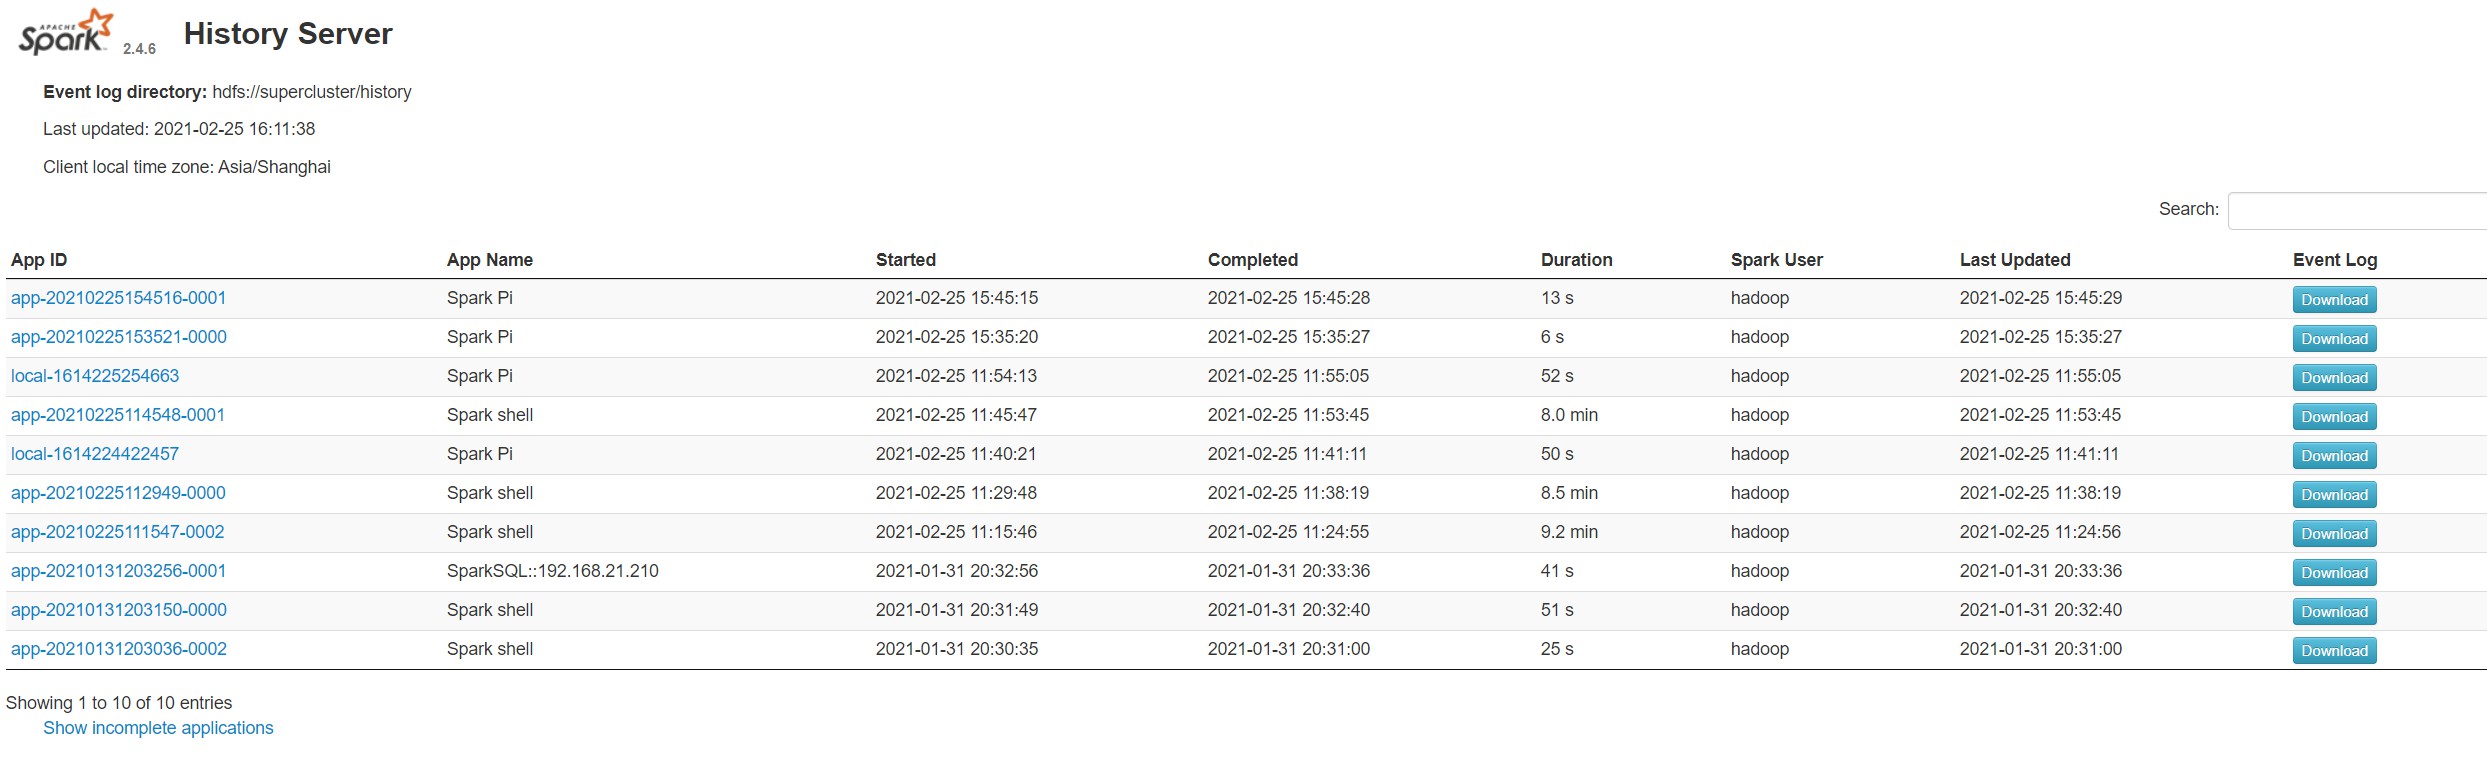 APACHE Spark 2.4.6 History Server
Event log directory: hdfs://supercluster/history
Last updated: 2021-02-25 16:11:38
Client local time zone: Asia/Shanghai
Search:
App ID App Name Started Completed Duration Spark User Last Updated Event Log
app-20210225154516-0001 Spark Pi 2021-02-25 15:45:15 2021-02-25 15:45:28 13 s hadoop 2021-02-25 15:45:29 Download
app-20210225153521-0000 Spark Pi 2021-02-25 15:35:20 2021-02-25 15:35:27 6 s hadoop 2021-02-25 15:35:27 Download
local-1614225254663 Spark Pi 2021-02-25 11:54:13 2021-02-25 11:55:05 52 s hadoop 2021-02-25 11:55:05 Download
app-20210225114548-0001 Spark shell 2021-02-25 11:45:47 2021-02-25 11:53:45 8.0 min hadoop 2021-02-25 11:53:45 Download
local-1614224422457 Spark Pi 2021-02-25 11:40:21 2021-02-25 11:41:11 50 s hadoop 2021-02-25 11:41:11 Download
app-20210225112949-0000 Spark shell 2021-02-25 11:29:48 2021-02-25 11:38:19 8.5 min hadoop 2021-02-25 11:38:19 Download
app-20210225111547-0002 Spark shell 2021-02-25 11:15:46 2021-02-25 11:24:55 9.2 min hadoop 2021-02-25 11:24:56 Download
app-20210131203256-0001 SparkSQL::192.168.21.210 2021-01-31 20:32:56 2021-01-31 20:33:36 41 s hadoop 2021-01-31 20:33:36 Download
app-20210131203150-0000 Spark shell 2021-01-31 20:31:49 2021-01-31 20:32:40 51 s hadoop 2021-01-31 20:32:40 Download
app-20210131203036-0002 Spark shell 2021-01-31 20:30:35 2021-01-31 20:31:00 25 s hadoop 2021-01-31 20:31:00 Download
Showing 1 to 10 of 10 entries
Show incomplete applications